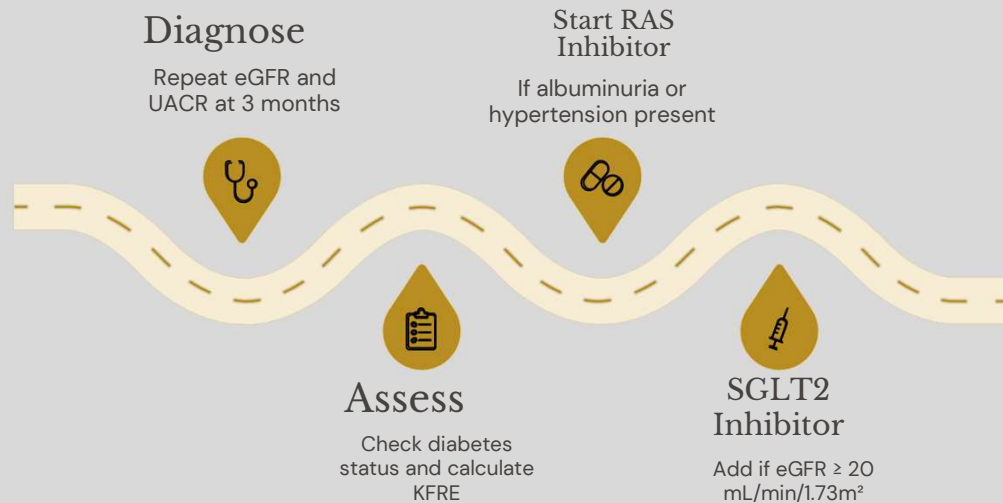 Diagnose
Repeat eGFR and
UACR at 3 months
Assess
Check diabetes
status and calculate
KFRE
Start RAS
Inhibitor
If albuminuria or
hypertension present
SGLT2
Inhibitor
Add if eGFR ≥ 20
mL/min/1.73m²